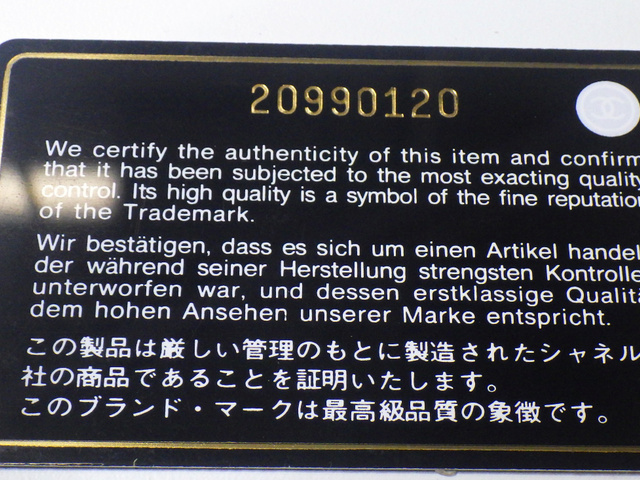 20990120
We certify the authenticity of this item and confirm
that it has been subjected to the most exacting quality
control. Its high quality is a symbol of the fine reputation
of the Trademark.
Wir bestätigen, dass es sich um einen Artikel handel
der während seiner Herstellung strengsten Kontrolle
unterworfen war, und dessen erstklassige Qualitä
dem hohen Ansehen unserer Marke entspricht.
この製品は厳しい管理のもとに製造されたシャネル
社の商品であることを証明いたします。
このブランド・マークは最高級品質の象徴です。